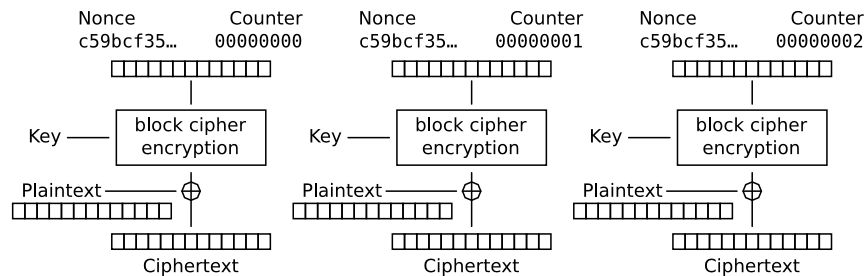 Nonce Counter Nonce Counter Nonce Counter
c59bcf35… 00000000 c59bcf35… 00000001 c59bcf35… 00000002
block cipher block cipher block cipher
Key Key Key
encryption encryption encryption
Plaintext Plaintext Plaintext
Ciphertext Ciphertext Ciphertext